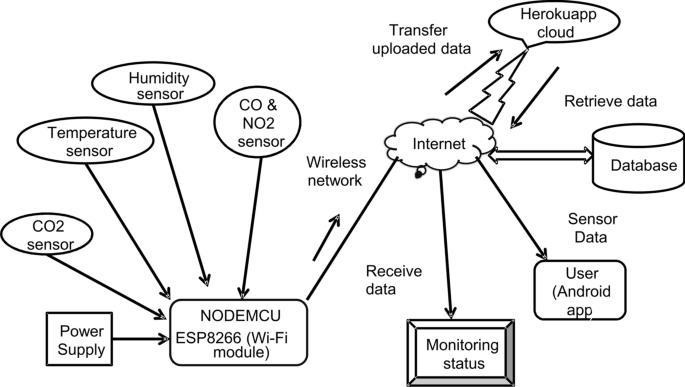 Transfer
uploaded data
Herokuapp
cloud
Humidity
sensor
CO &
NO2
sensor
Retrieve data
Temperature
sensor
Internet
Wireless
network
Database
CO2
sensor
Sensor
Data
Receive
data
User
(Android
app
NODEMCU
ESP8266 (Wi-Fi
module)
Power
Supply
Monitoring
status